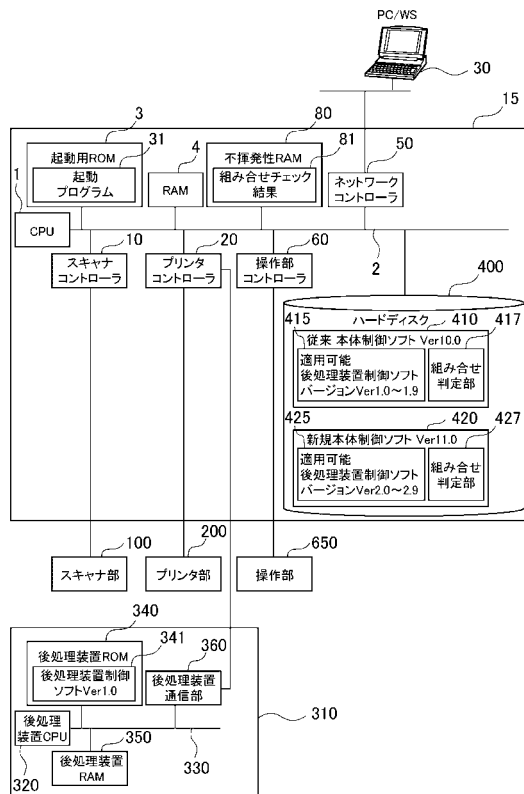 PC/WS
30
15
3
31
4
80
81
50
起動用ROM
起動
プログラム
RAM
不揮発性RAM
組み合せチェック
結果
ネットワーク
コントローラ
1
CPU
2
10
20
60
スキャナ
コントローラ
プリンタ
コントローラ
操作部
コントローラ
400
ハードディスク
415
410
417
従来 本体制御ソフト Ver10.0
適用可能
後処理装置制御ソフト
バージョンVer1.0～1.9
組み合せ
判定部
425
420
427
新規本体制御ソフト Ver11.0
適用可能
後処理装置制御ソフト
バージョンVer2.0～2.9
組み合せ
判定部
100
200
650
スキャナ部
プリンタ部
操作部
340
341
360
後処理装置ROM
後処理装置制御
ソフトVer1.0
後処理装置
通信部
310
後処理
装置CPU
320
350
330
後処理装置
RAM